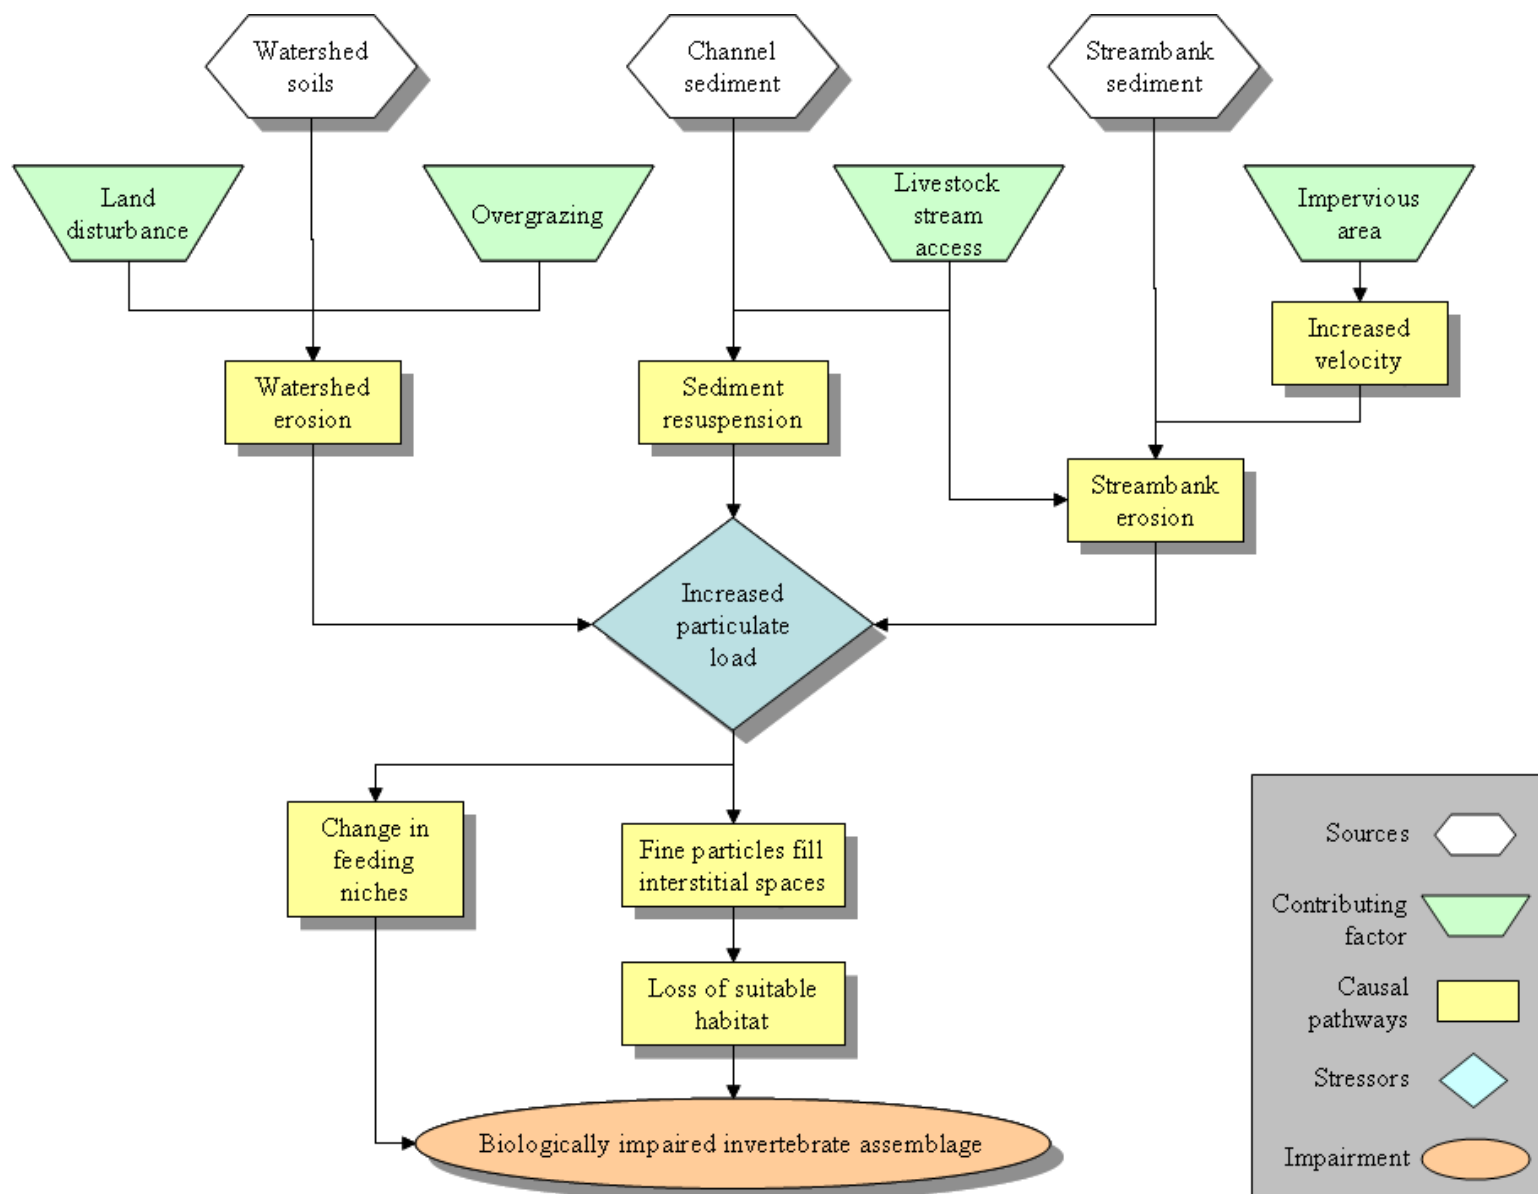 Watershed
soils
Channel
sediment
Streambank
sediment
Land
disturbance
Overgrazing
Livestock
stream
access
Impervious
area
Increased
velocity
Watershed
erosion
Sediment
resuspension
Streambank
erosion
Increased
particulate
load
Change in
feeding
niches
Fine particles fill
interstitial spaces
Loss of suitable
habitat
Biologically impaired invertebrate assemblage
Sources
Contributing
factor
Causal
pathways
Stressors
Impairment